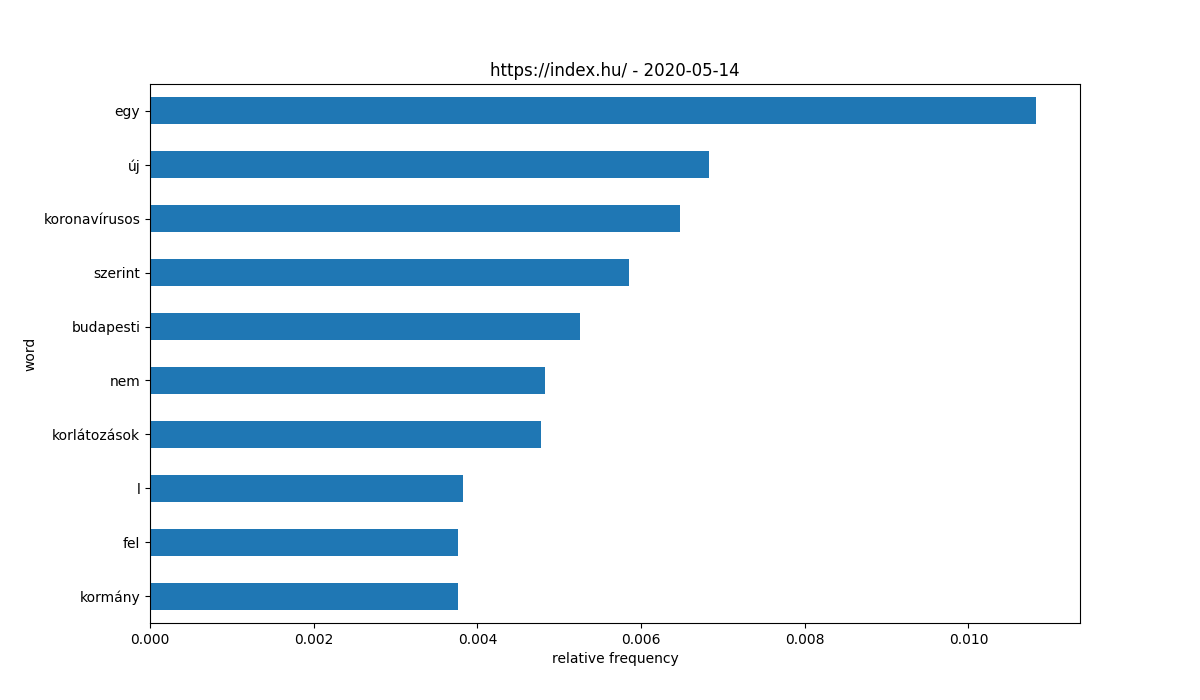 https://index.hu/ - 2020-05-14
egy
új
koronavírusos
szerint
budapesti
nem
korlátozások
l
fel
kormány
word
0.000 0.002 0.004 0.006 0.008 0.010
relative frequency